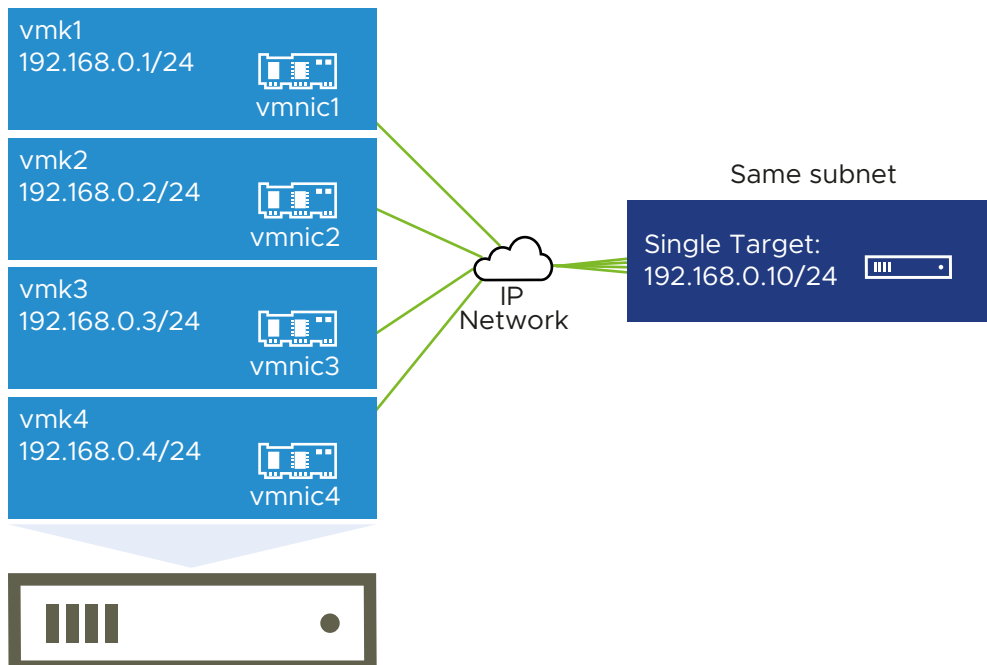 vmk1
192.168.0.1/24
vmnic1
vmk2
192.168.0.2/24
vmnic2
vmk3
192.168.0.3/24
vmnic3
vmk4
192.168.0.4/24
vmnic4
IP
Network
Same subnet
Single Target:
192.168.0.10/24